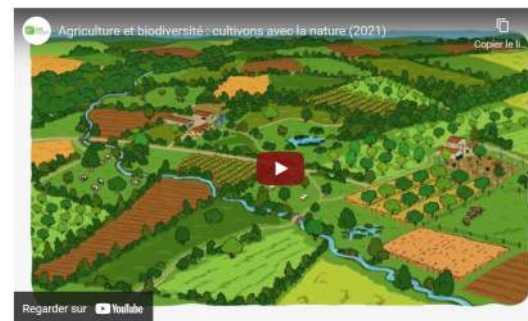 Agriculture et biodiversité : cultivons avec la nature (2021)
Copier le li...
Regarder sur YouTube